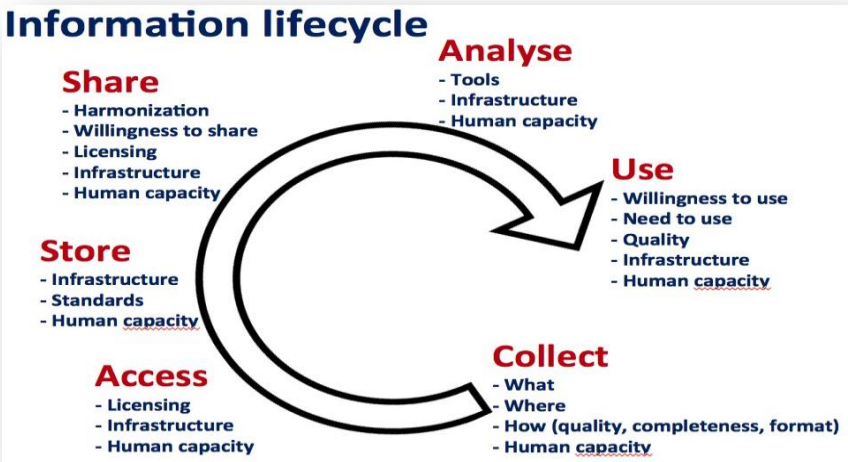 Information lifecycle
Analyse
- Tools
- Infrastructure
- Human capacity
Share
- Harmonization
- Willingness to share
- Licensing
- Infrastructure
- Human capacity
Use
- Willingness to use
- Need to use
- Quality
- Infrastructure
- Human capacity
Store
- Infrastructure
- Standards
- Human capacity
Collect
- What
- Where
- How (quality, completeness, format)
- Human capacity
Access
- Licensing
- Infrastructure
- Human capacity